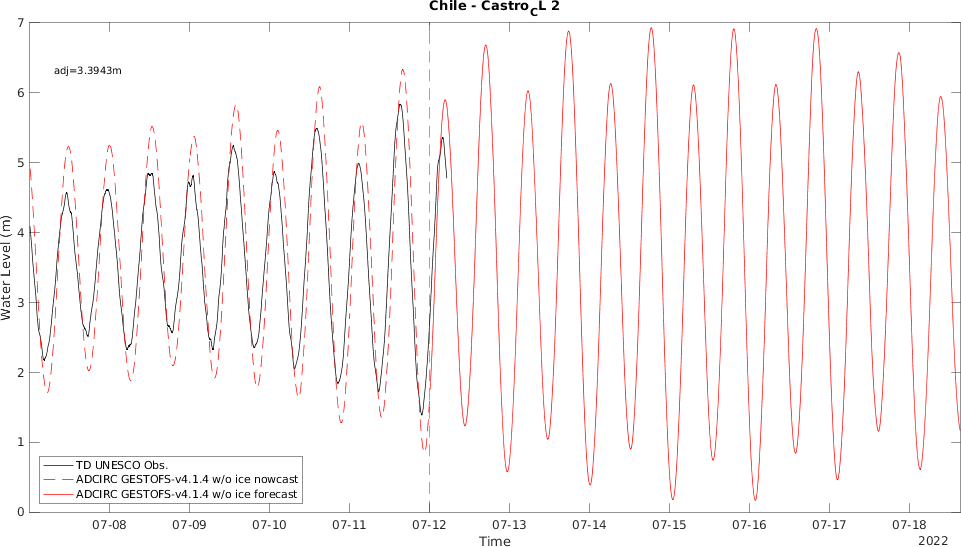 Chile - Castro_CL 2
adj=3.3943m
Water Level (m)
7
6
5
4
3
2
1
0
TD UNESCO Obs.
ADCIRC GESTOFS-v4.1.4 w/o ice nowcast
ADCIRC GESTOFS-v4.1.4 w/o ice forecast
07-08 07-09 07-10 07-11 07-12 07-13 07-14 07-15 07-16 07-17 07-18
Time
2022